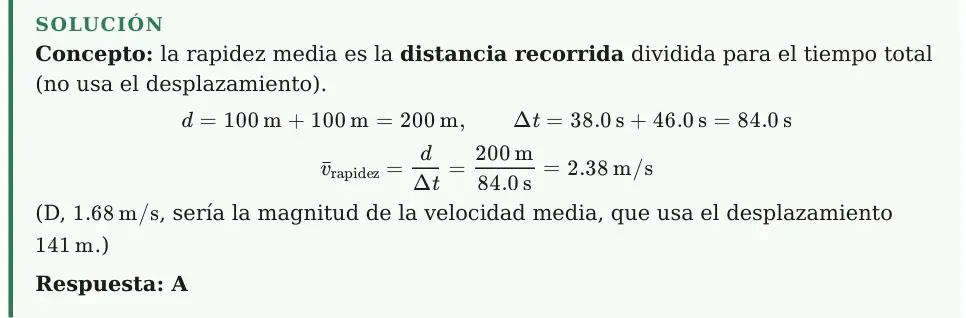 SOLUCIÓN
Concepto: la rapidez media es la distancia recorrida dividida para el tiempo total
(no usa el desplazamiento).
d = 100 m + 100 m = 200 m,   Δt = 38.0 s + 46.0 s = 84.0 s
v̄_rapidez = d/Δt = 200 m/84.0 s = 2.38 m/s
(D, 1.68 m/s, sería la magnitud de la velocidad media, que usa el desplazamiento
141 m.)
Respuesta: A